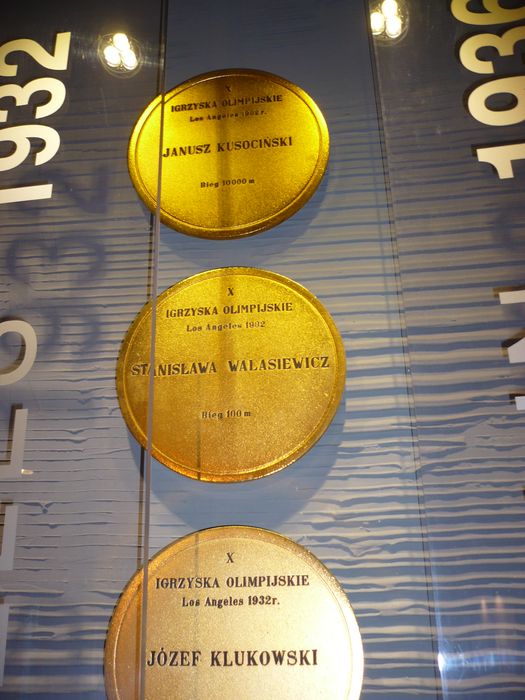 1932
X
IGRZYSKA OLIMPIJSKIE
Los Angeles 1932r.
JANUSZ KUSOCIŃSKI
Bieg 10000 m
X
IGRZYSKA OLIMPIJSKIE
Los Angeles 1932
STANISŁAWA WALASIEWICZ
Bieg 100 m
X
IGRZYSKA OLIMPIJSKIE
Los Angeles 1932r.
JÓZEF KLUKOWSKI
1936